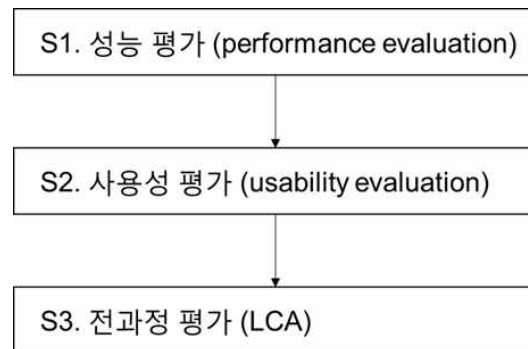 S1. 성능 평가 (performance evaluation)
S2. 사용성 평가 (usability evaluation)
S3. 전과정 평가 (LCA)